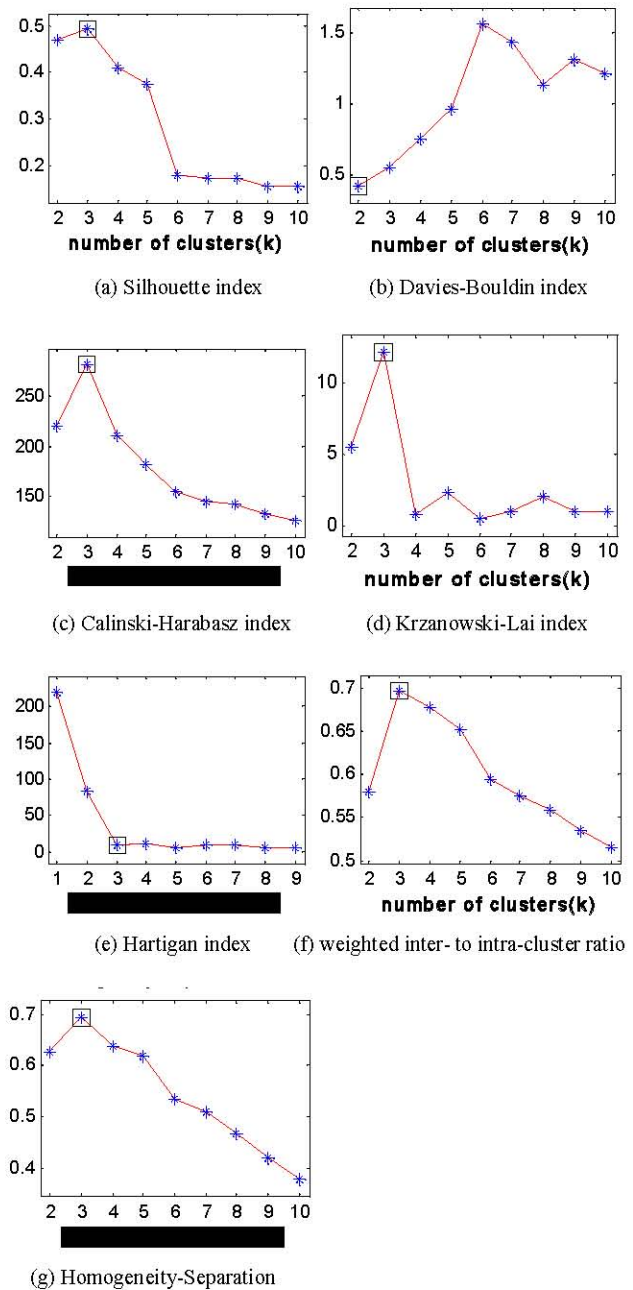 0.5
0.4
0.3
0.2
2 3 4 5 6 7 8 9 10
number of clusters(k)
(a) Silhouette index
1.5
1
0.5
2 3 4 5 6 7 8 9 10
number of clusters(k)
(b) Davies-Bouldin index
250
200
150
2 3 4 5 6 7 8 9 10
(c) Calinski-Harabasz index
10
5
0
2 3 4 5 6 7 8 9 10
number of clusters(k)
(d) Krzanowski-Lai index
200
150
100
50
0
1 2 3 4 5 6 7 8 9
(e) Hartigan index
0.7
0.65
0.6
0.55
0.5
2 3 4 5 6 7 8 9 10
number of clusters(k)
(f) weighted inter- to intra-cluster ratio
0.7
0.6
0.5
0.4
2 3 4 5 6 7 8 9 10
(g) Homogeneity-Separation